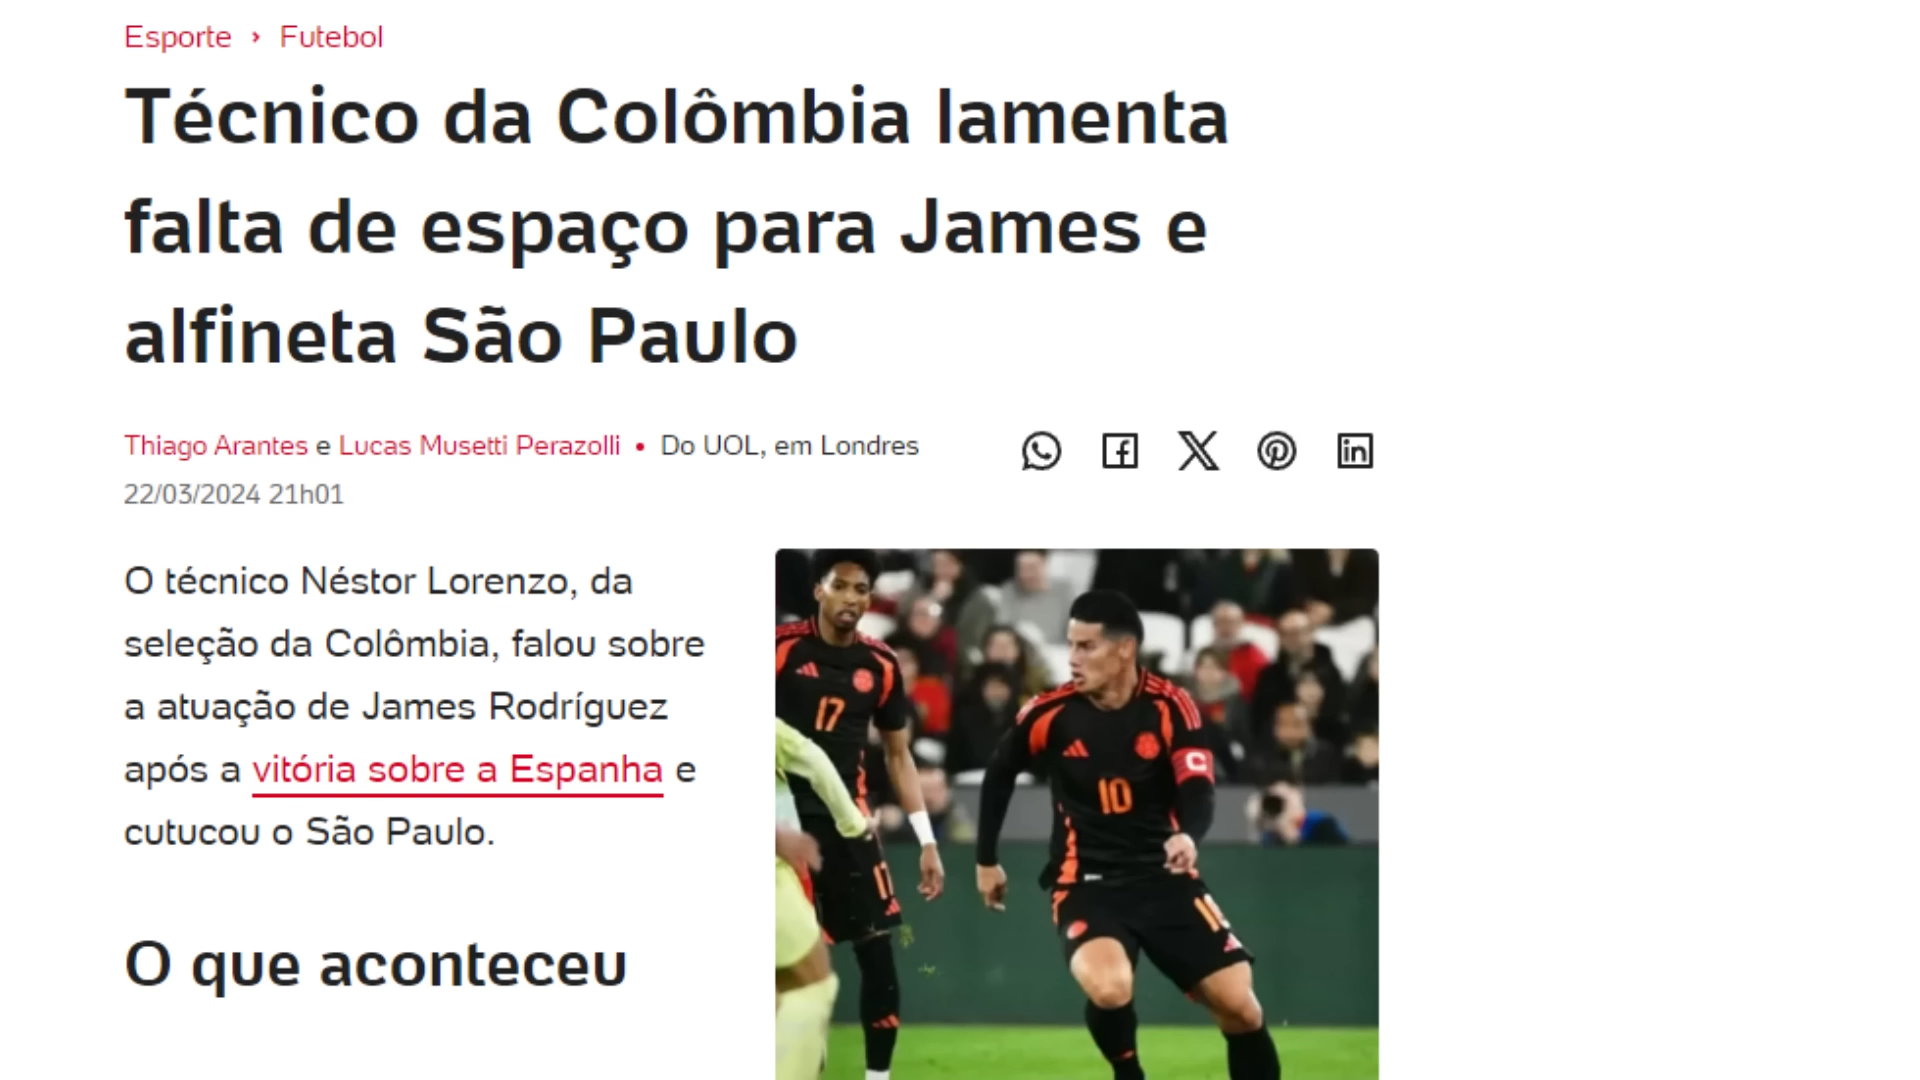 Esporte › Futebol
Técnico da Colômbia lamenta
falta de espaço para James e
alfineta São Paulo
Thiago Arantes e Lucas Musetti Perazolli • Do UOL, em Londres
22/03/2024 21h01
O técnico Néstor Lorenzo, da
seleção da Colômbia, falou sobre
a atuação de James Rodríguez
após a vitória sobre a Espanha e
cutucou o São Paulo.
O que aconteceu
17
10
C
17
10